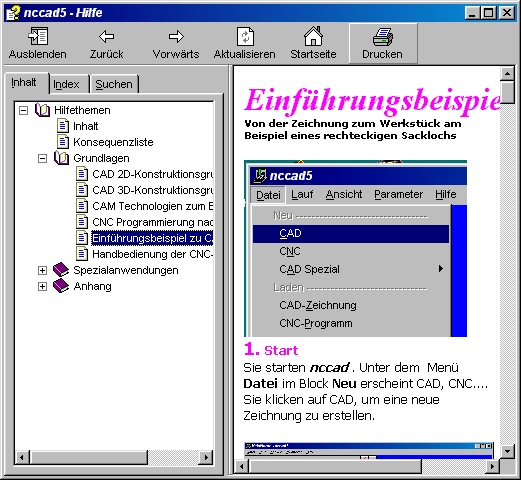 nccad5 - Hilfe
Ausblenden Zurück Vorwärts Aktualisieren Startseite Drucken
Inhalt Index Suchen
Hilfethemen
Inhalt
Konsequenzliste
Grundlagen
CAD 2D-Konstruktionsgru
CAD 3D-Konstruktionsgru
CAM Technologien zum E
CNC Programmierung nac
Einführungsbeispiel zu CA
Handbedienung der CNC-
Spezialanwendungen
Anhang
Einführungsbeispie
Von der Zeichnung zum Werkstück am
Beispiel eines rechteckigen Sacklochs
nccad5
Datei Lauf Ansicht Parameter Hilfe
Neu
CAD
CNC
CAD Spezial
Laden
CAD-Zeichnung
CNC-Programm
1. Start
Sie starten nccad . Unter dem Menü
Datei im Block Neu erscheint CAD, CNC....
Sie klicken auf CAD, um eine neue
Zeichnung zu erstellen.